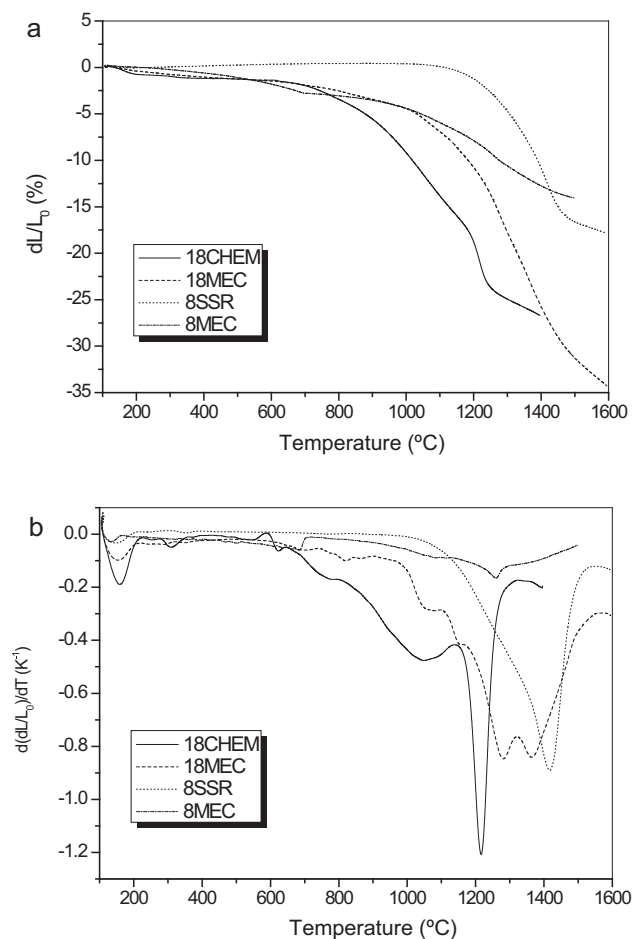 a
5
0
-5
-10
-15
-20
-25
-30
-35
dL/L0 (%)
18CHEM
18MEC
8SSR
8MEC
200 400 600 800 1000 1200 1400 1600
Temperature (ºC)
b
0.0
-0.2
-0.4
-0.6
-0.8
-1.0
-1.2
d(dL/L0)/dT (K-1)
18CHEM
18MEC
8SSR
8MEC
200 400 600 800 1000 1200 1400 1600
Temperature (ºC)